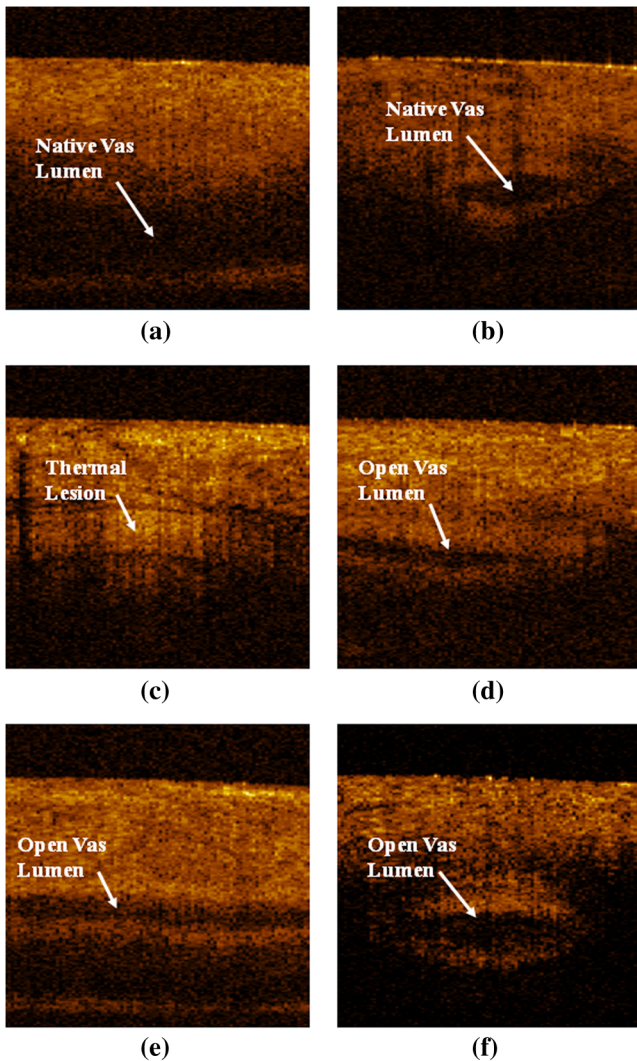 Native Vas
Lumen
(a)
Native Vas
Lumen
(b)
Thermal
Lesion
(c)
Open Vas
Lumen
(d)
Open Vas
Lumen
(e)
Open Vas
Lumen
(f)